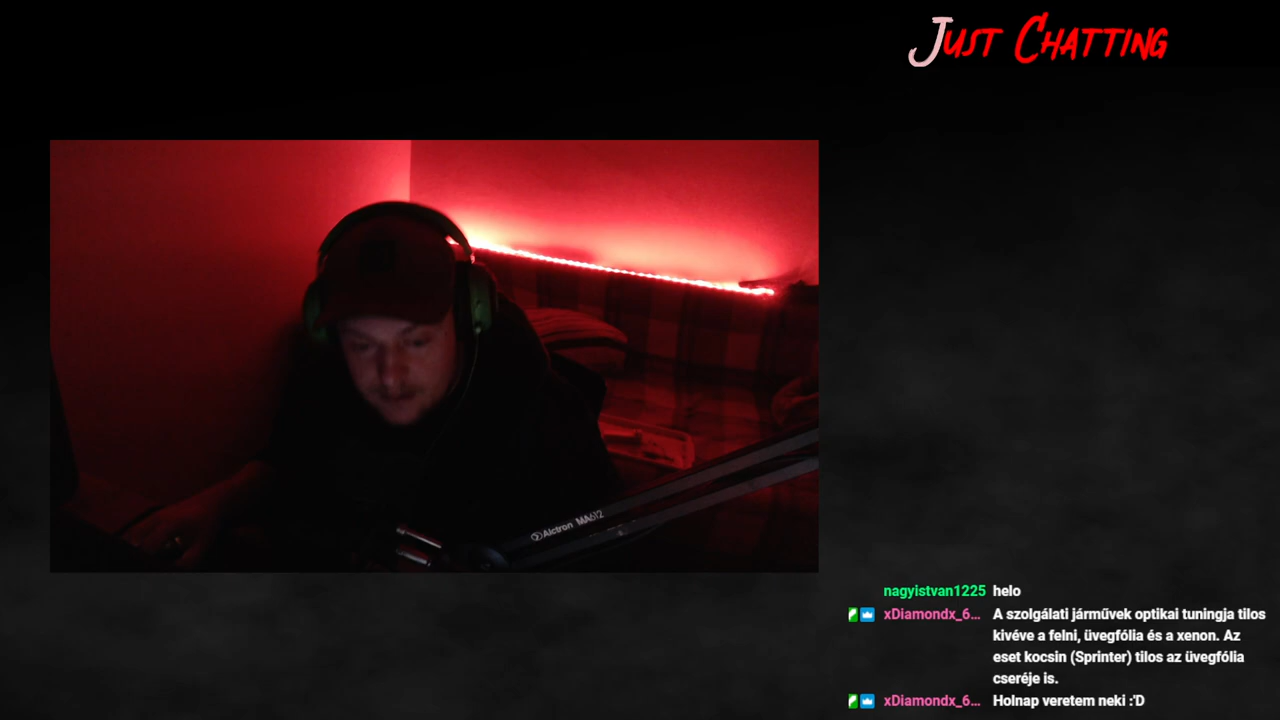 Just Chatting
Alctron MA612
nagyistvan1225 helo
xDiamondx_6... A szolgálati járművek optikai tuningja tilos
kivéve a felni, üvegfólia és a xenon. Az
eset kocsin (Sprinter) tilos az üvegfólia
cseréje is.
xDiamondx_6... Holnap veretem neki :'D